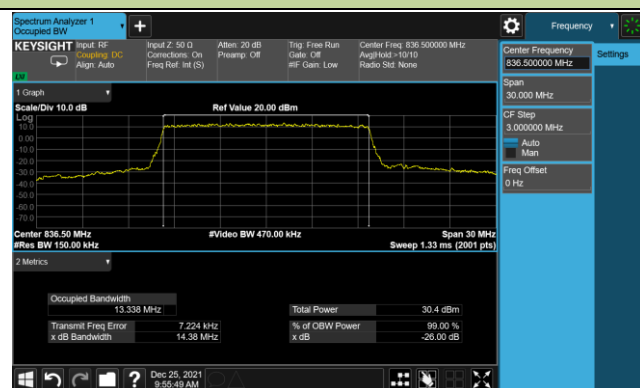 Spectrum Analyzer 1
Occupied BW
+
Frequency
KEYSIGHT
Input: RF
Coupling: DC
Align: Auto
Input Z: 50 Ω
Corrections: On
Freq Ref: Int (S)
Atten: 20 dB
Preamp: Off
Trig: Free Run
Gate: Off
#IF Gain: Low
Center Freq: 836.500000 MHz
Avg|Hold:>10/10
Radio Std: None
Center Frequency
836.500000 MHz
Settings
Span
30.000 MHz
CF Step
3.000000 MHz
Auto
Man
Freq Offset
0 Hz
1 Graph
Scale/Div 10.0 dB
Ref Value 20.00 dBm
Log
10.0
0.00
-10.0
-20.0
-30.0
-40.0
-50.0
-60.0
-70.0
Center 836.50 MHz
#Video BW 470.00 kHz
Span 30 MHz
#Res BW 150.00 kHz
Sweep 1.33 ms (2001 pts)
2 Metrics
Occupied Bandwidth
13.338 MHz
Total Power 30.4 dBm
Transmit Freq Error 7.224 kHz
% of OBW Power 99.00 %
x dB Bandwidth 14.38 MHz
x dB -26.00 dB
?
Dec 25, 2021
9:55:49 AM